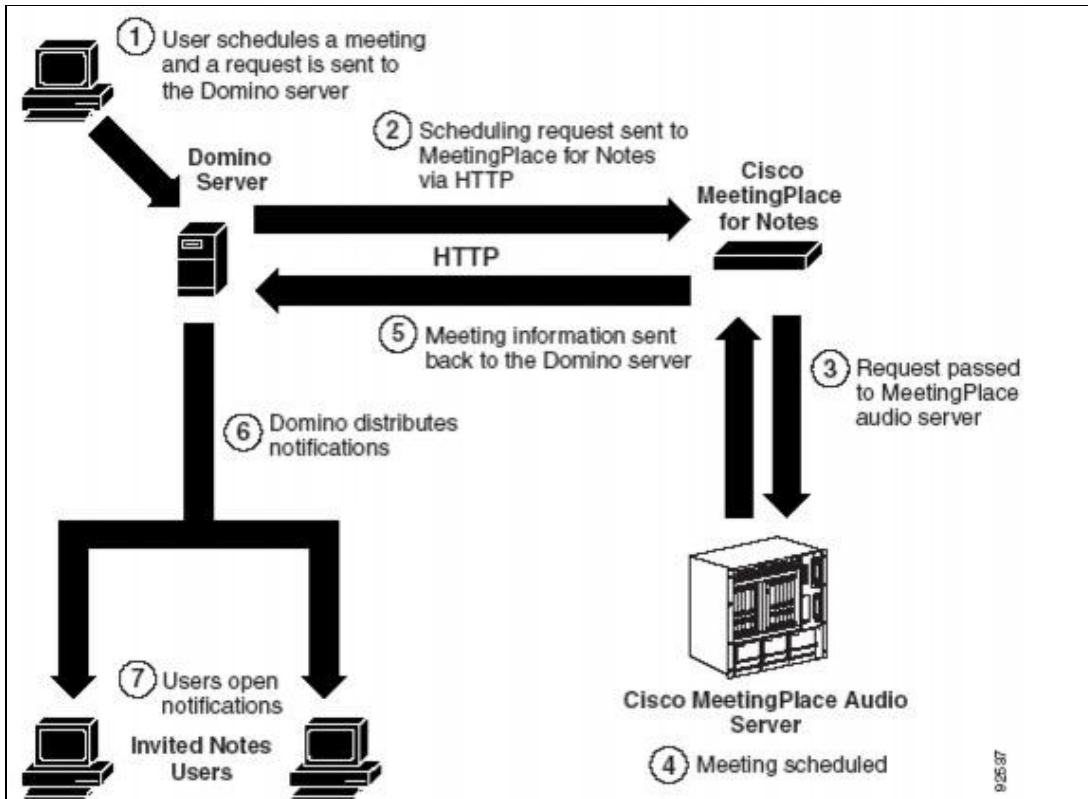 1 User schedules a meeting
and a request is sent to
the Domino server
2 Scheduling request sent to
MeetingPlace for Notes
via HTTP
Domino
Server
Cisco
MeetingPlace
for Notes
HTTP
5 Meeting information sent
back to the Domino server
3 Request passed
to MeetingPlace
audio server
6 Domino distributes
notifications
7 Users open
notifications
Invited Notes
Users
Cisco MeetingPlace Audio
Server
4 Meeting scheduled
92597